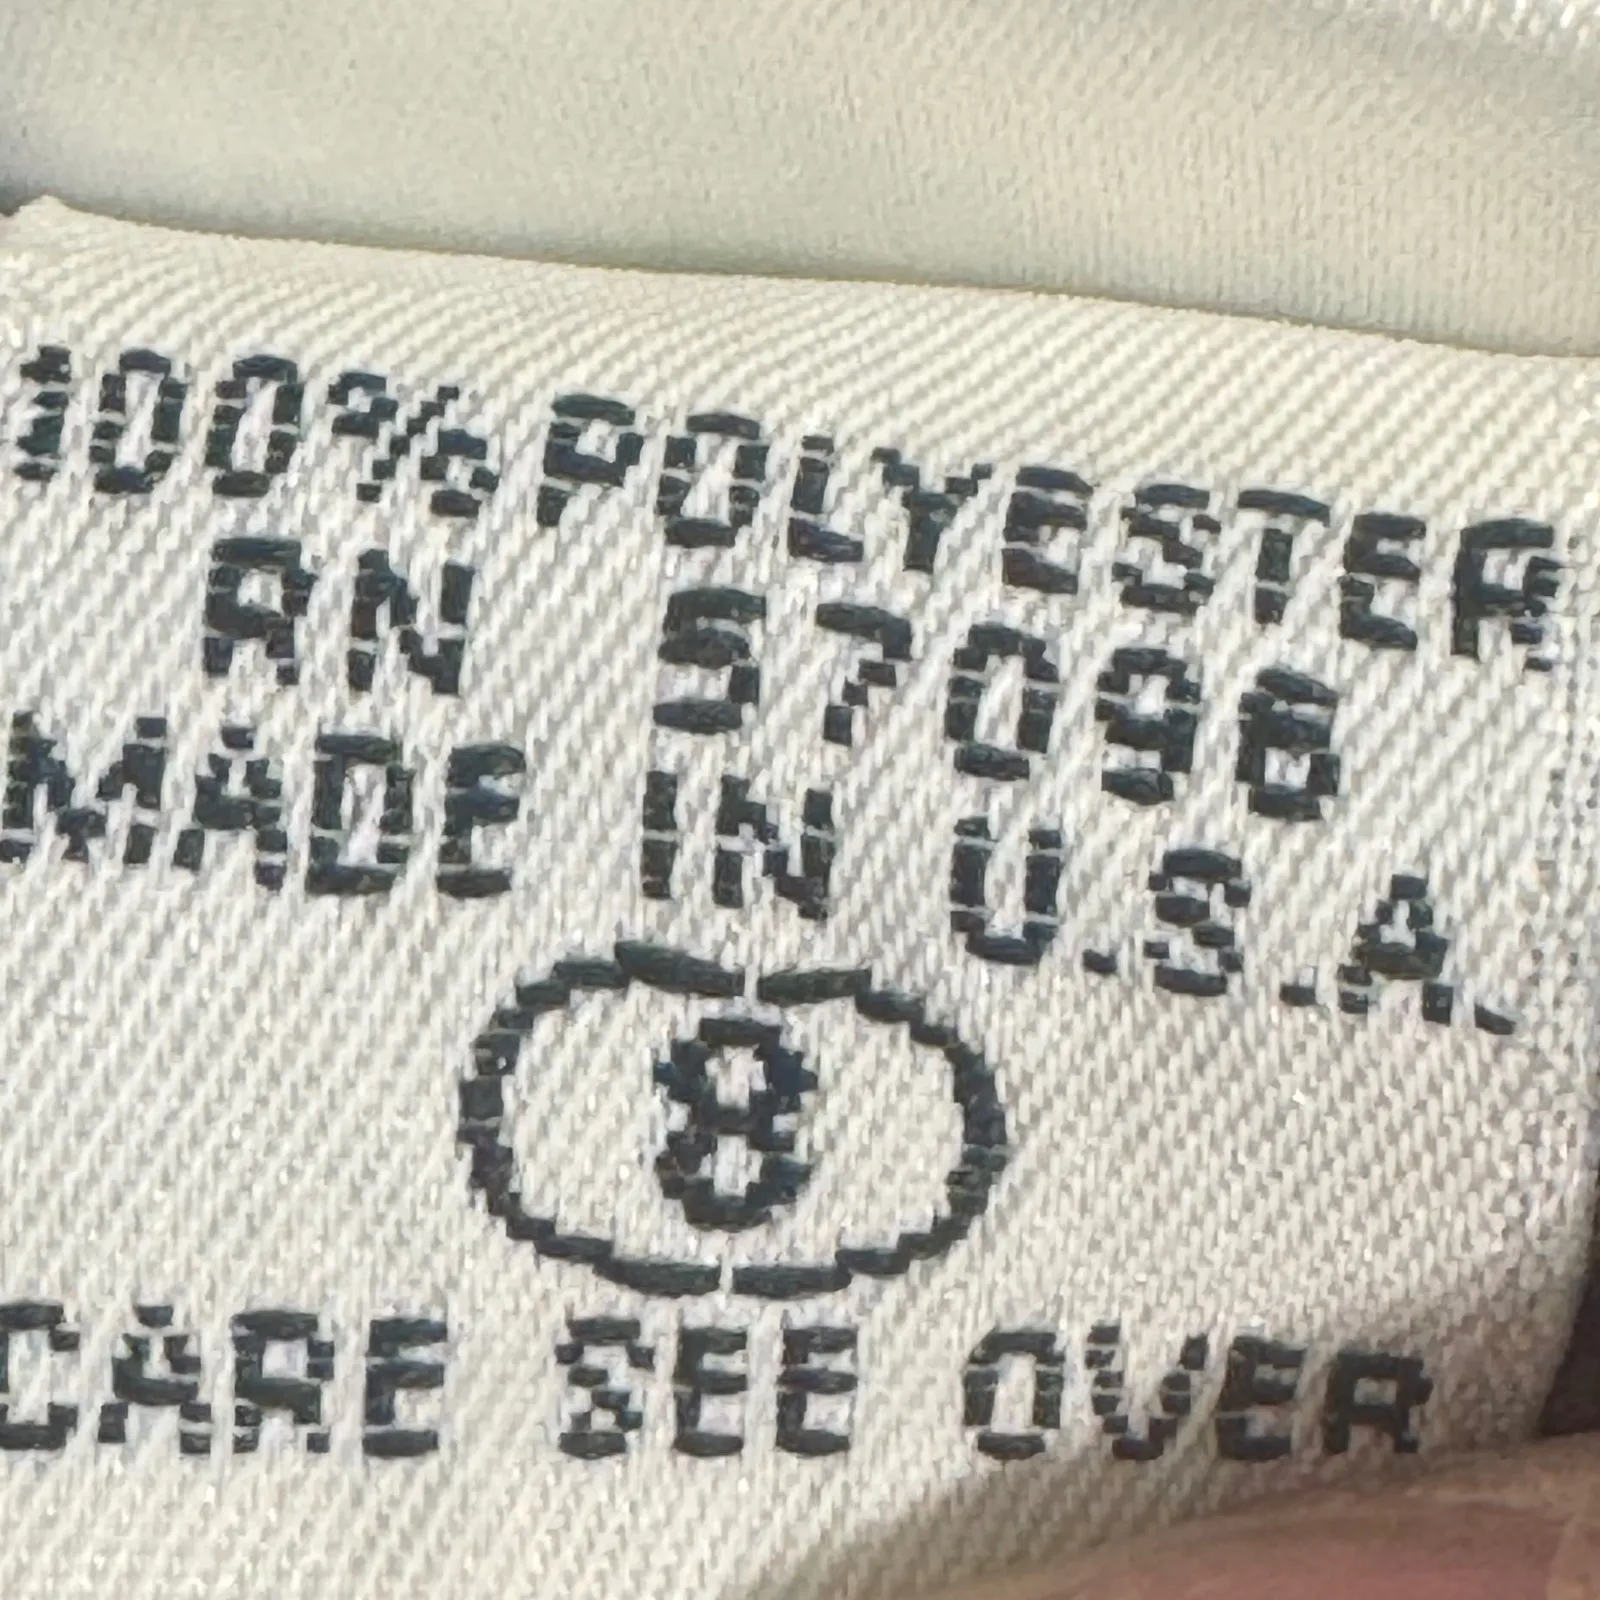 100% POLYESTER
RN 57096
MADE IN U.S.A.
8
CARE SEE OVER